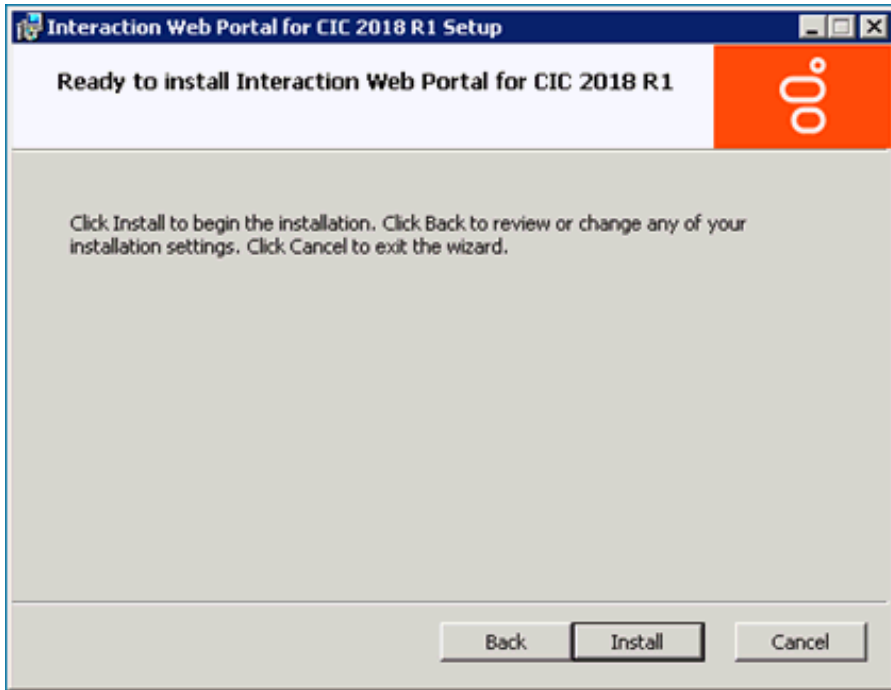 Interaction Web Portal for CIC 2018 R1 Setup
Ready to install Interaction Web Portal for CIC 2018 R1
Click Install to begin the installation. Click Back to review or change any of your
installation settings. Click Cancel to exit the wizard.
Back Install Cancel